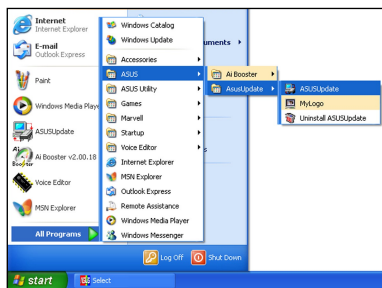 Internet
Internet Explorer
E-mail
Outlook Express
Paint
Windows Media Playe
ASUSUpdate
Ai Booster v2.00.18
Voice Editor
MSN Explorer
All Programs
Windows Catalog
Windows Update
Accessories
ASUS
ASUS Utility
Games
Marvell
Startup
Voice Editor
Internet Explorer
MSN Explorer
Outlook Express
Remote Assistance
Windows Media Player
Windows Messenger
uments
s
Ai Booster
AsusUpdate
ASUSUpdate
MyLogo
Uninstall ASUSUpdate
Log Off
Shut Down
start
Select